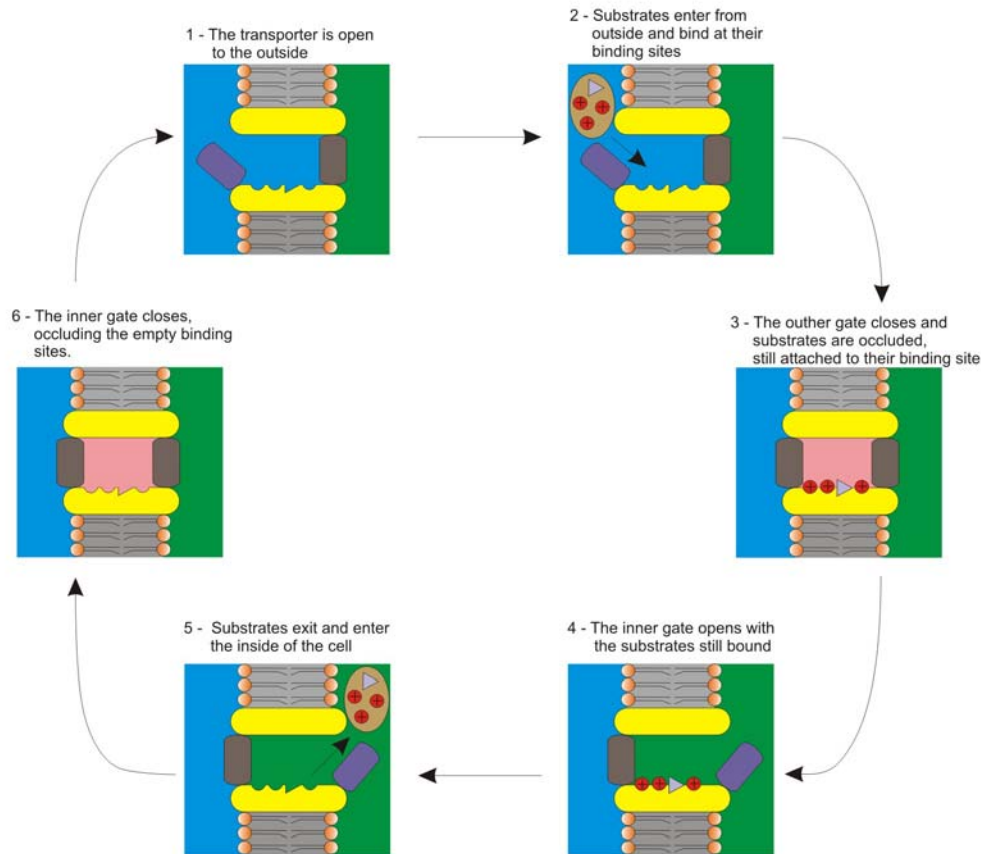 1 - The transporter is open
to the outside
2 - Substrates enter from
outside and bind at their
binding sites
3 - The outher gate closes and
substrates are occluded,
still attached to their binding site
4 - The inner gate opens with
the substrates still bound
5 - Substrates exit and enter
the inside of the cell
6 - The inner gate closes,
occluding the empty binding
sites.